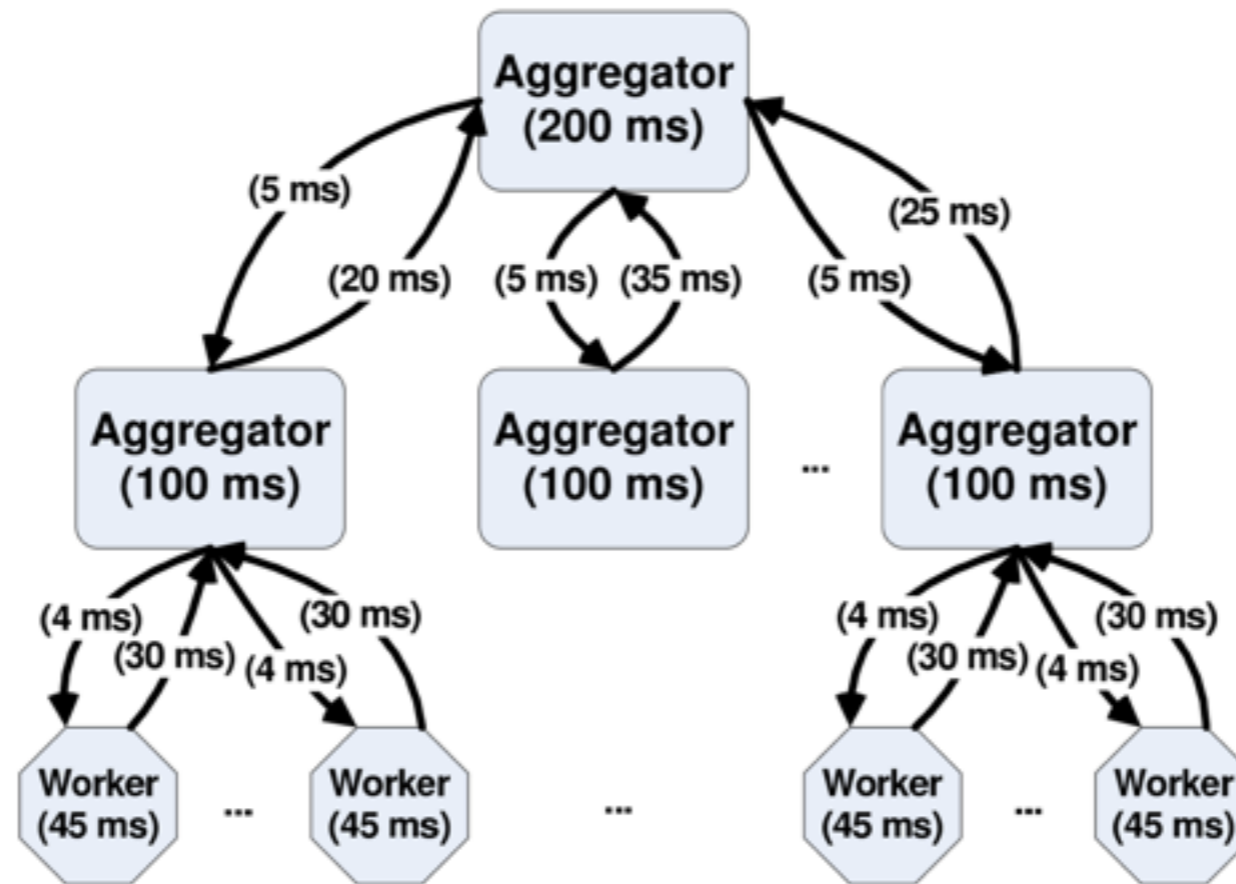 Aggregator
(200 ms)
(5 ms)
(25 ms)
(20 ms)
(5 ms)
(35 ms)
(5 ms)
Aggregator
(100 ms)
Aggregator
(100 ms)
...
Aggregator
(100 ms)
(4 ms)
(30 ms)
(30 ms)
(4 ms)
(4 ms)
(30 ms)
(30 ms)
(4 ms)
Worker
(45 ms)
...
Worker
(45 ms)
...
Worker
(45 ms)
...
Worker
(45 ms)